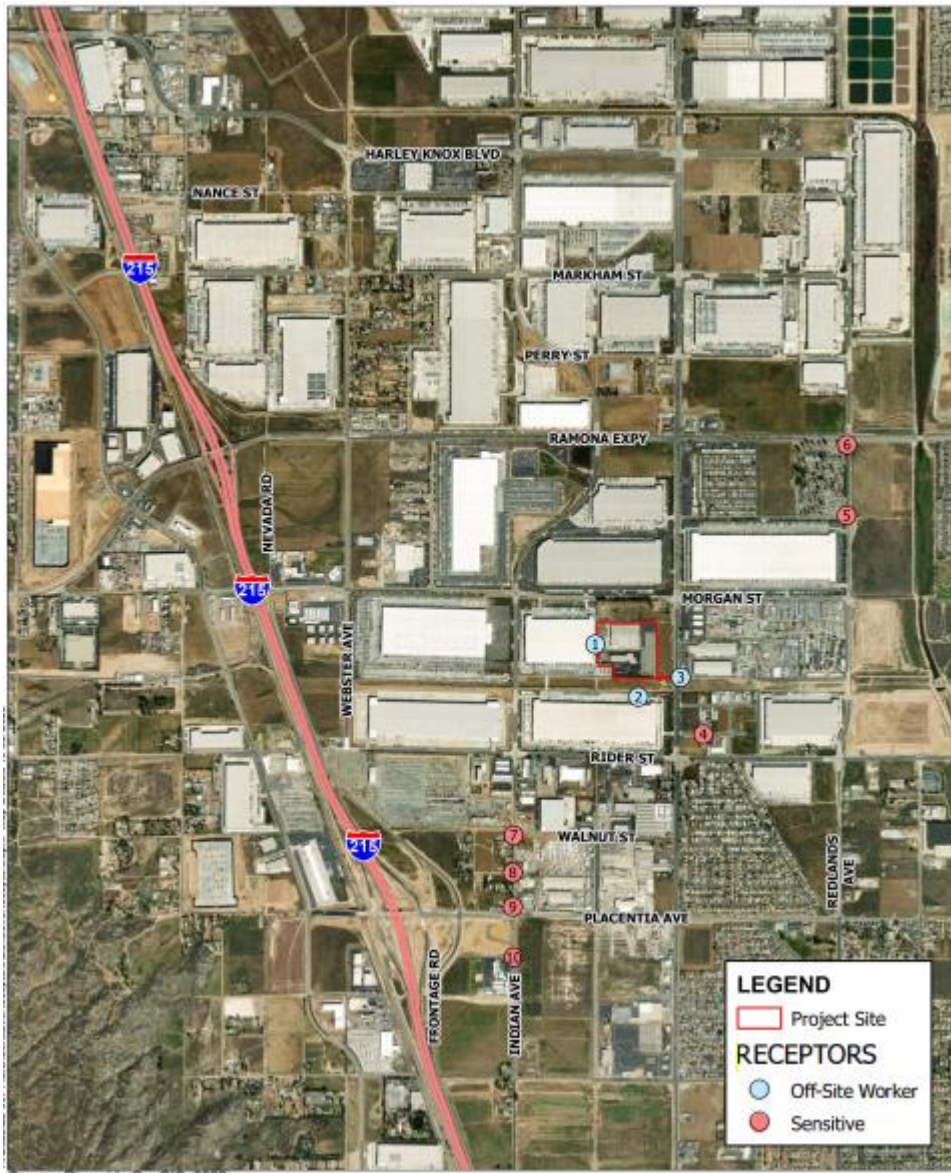 HARLEY KNOX BLVD
NANCE ST
215
MARKHAM ST
PERRY ST
RAMONA EXPY
6
NEVADA RD
5
215
MORGAN ST
WEBSTER AVE
1
3
2
4
RIDER ST
7
WALNUT ST
215
8
REDLANDS AVE
9
PLACENTIA AVE
FRONTAGE RD
INDIAN AVE
10
LEGEND
Project Site
RECEPTORS
Off-Site Worker
Sensitive